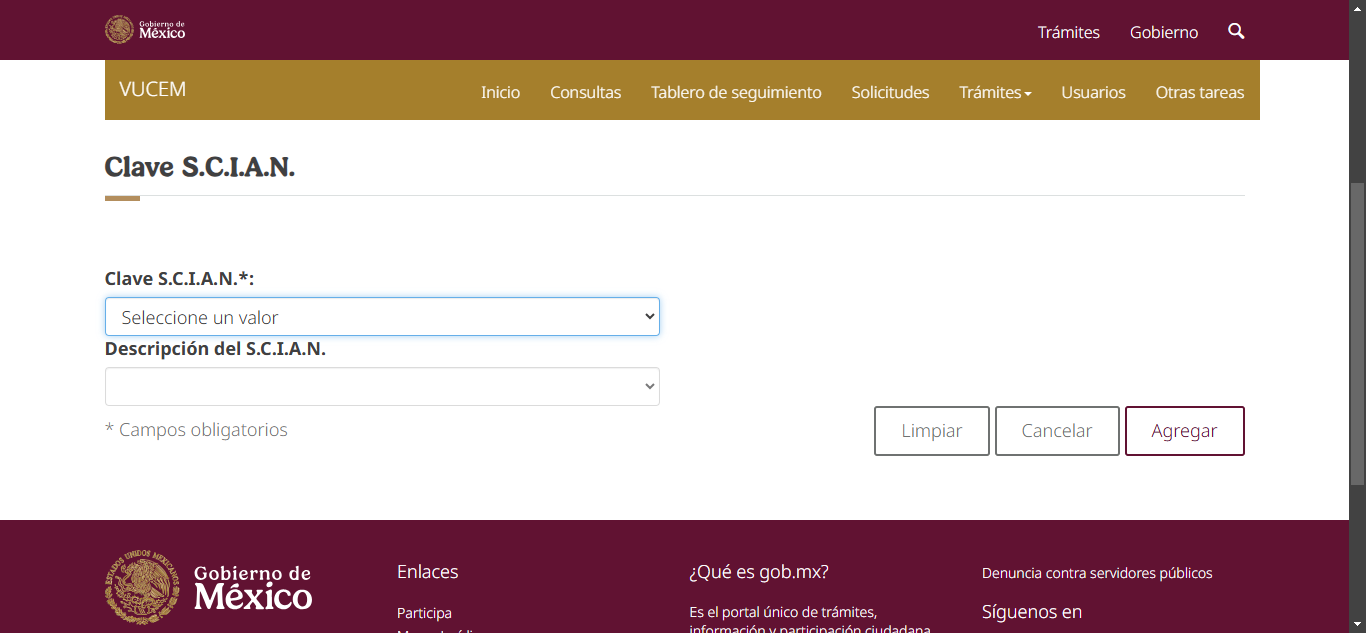 Gobierno de
México
Trámites
Gobierno
VUCEM
Inicio
Consultas
Tablero de seguimiento
Solicitudes
Trámites
Usuarios
Otras tareas
Clave S.C.I.A.N.
Clave S.C.I.A.N.*:
Seleccione un valor
Descripción del S.C.I.A.N.
* Campos obligatorios
Limpiar
Cancelar
Agregar
ESTADOS UNIDOS MEXICANOS
Gobierno de
México
Enlaces
Participa
¿Qué es gob.mx?
Es el portal único de trámites,
información y participación ciudadana
Denuncia contra servidores públicos
Síguenos en